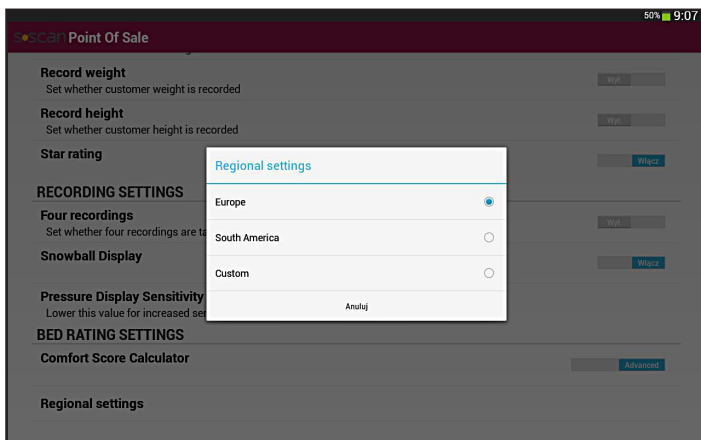 50% 9:07
s•scan Point Of Sale
Record weight
Set whether customer weight is recorded
Wył.
Record height
Set whether customer height is recorded
Wył.
Star rating
Włącz
Regional settings
Europe
South America
Custom
Anuluj
RECORDING SETTINGS
Four recordings
Set whether four recordings are ta
Wył.
Snowball Display
Włącz
Pressure Display Sensitivity
Lower this value for increased ser
BED RATING SETTINGS
Comfort Score Calculator
Advanced
Regional settings